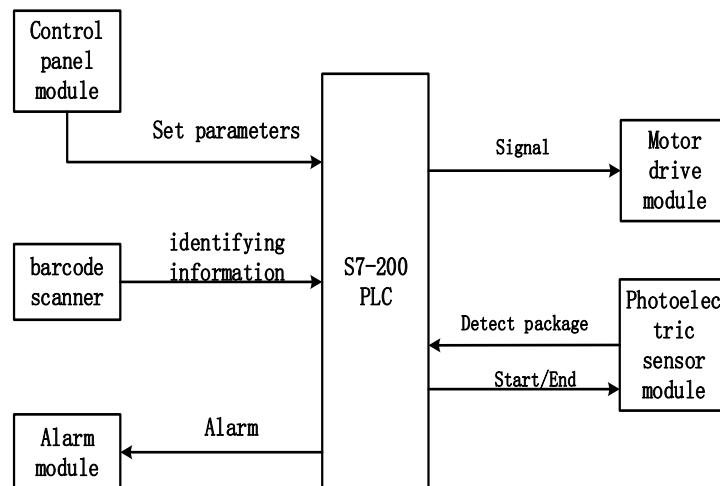 Control
panel
module
Set parameters
Signal
Motor
drive
module
identifying
information
barcode
scanner
S7-200
PLC
Photoelec
tric
sensor
module
Detect package
Start/End
Alarm
Alarm
module